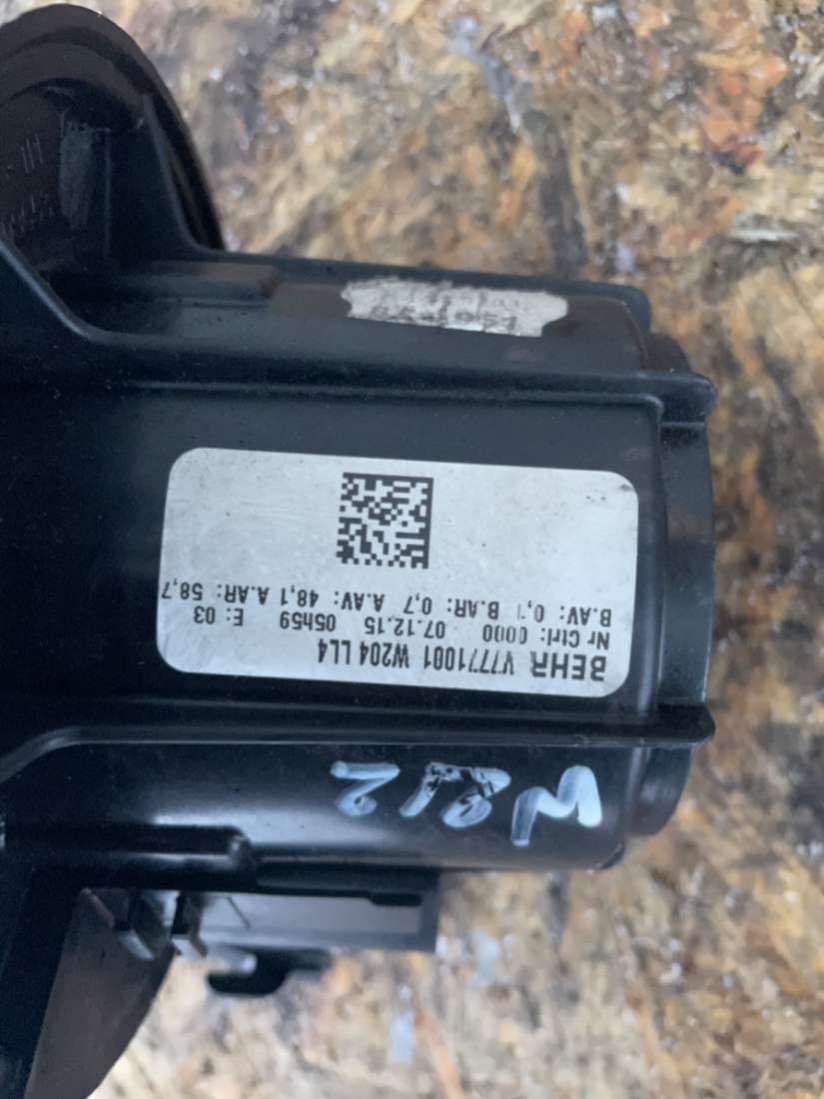 W212
BEHR V7771001 W204 LL4
Nr Ctrl: 0000 07.12.15 05h59 E: 03
B.AV: 0,1 B.AR: 0,7 A.AV: 48,1 A.AR: 58,7